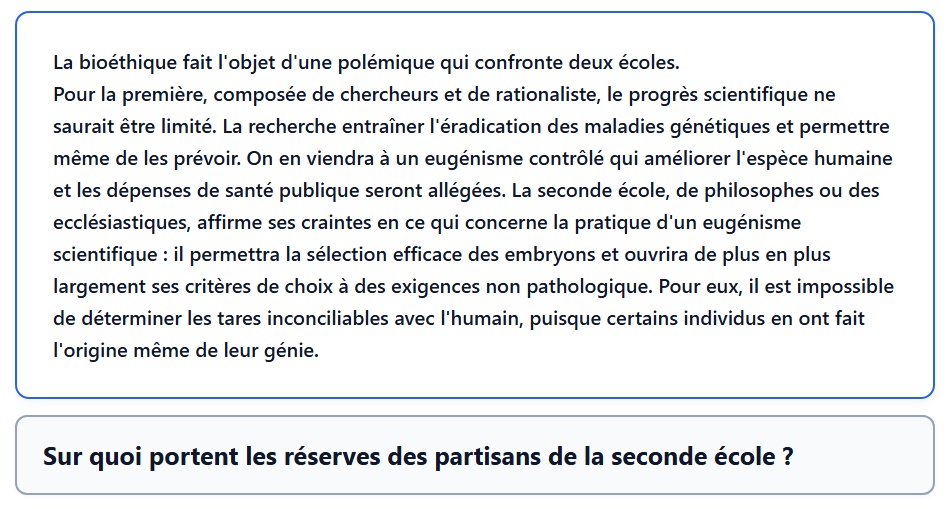 La bioéthique fait l'objet d'une polémique qui confronte deux écoles.
Pour la première, composée de chercheurs et de rationaliste, le progrès scientifique ne
saurait être limité. La recherche entraîner l'éradication des maladies génétiques et permettre
même de les prévoir. On en viendra à un eugénisme contrôlé qui améliorer l'espèce humaine
et les dépenses de santé publique seront allégées. La seconde école, de philosophes ou des
ecclésiastiques, affirme ses craintes en ce qui concerne la pratique d'un eugénisme
scientifique : il permettra la sélection efficace des embryons et ouvrira de plus en plus
largement ses critères de choix à des exigences non pathologique. Pour eux, il est impossible
de déterminer les tares inconciliables avec l'humain, puisque certains individus en ont fait
l'origine même de leur génie.
Sur quoi portent les réserves des partisans de la seconde école ?